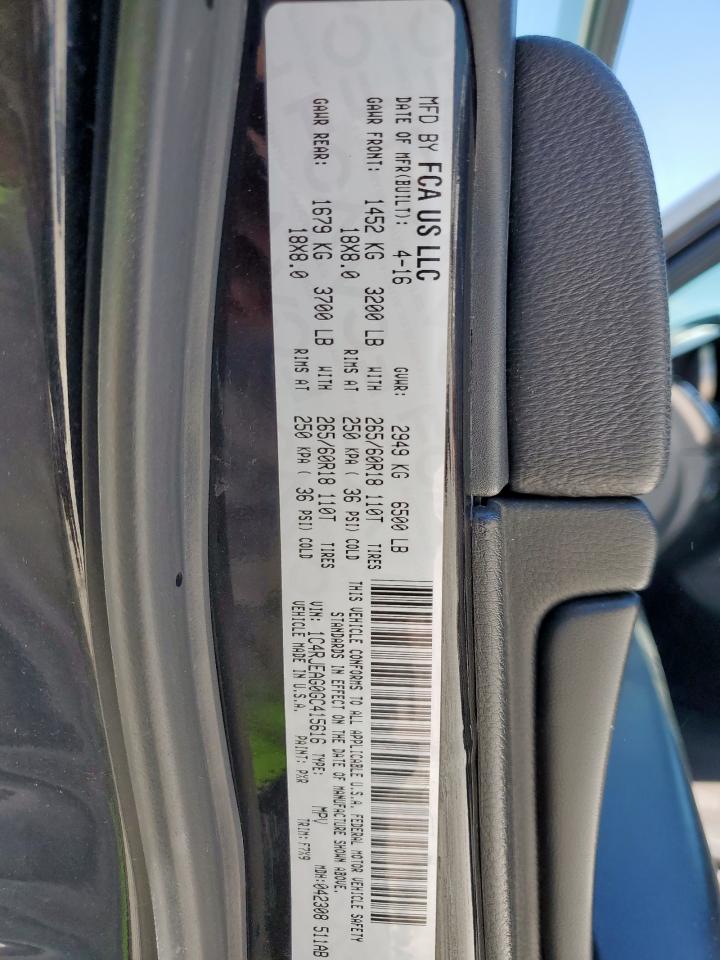 MFD BY FCA US LLC
DATE OF MFR(BUILT): 4-16 GVWR: 2949 KG 6500 LB
GAWR FRONT: 1452 KG 3200 LB WITH 265/60R18 110T TIRES
18X8.0 RIMS AT 250 KPA ( 36 PSI) COLD
GAWR REAR: 1679 KG 3700 LB WITH 265/60R18 110T TIRES
18X8.0 RIMS AT 250 KPA ( 36 PSI) COLD
THIS VEHICLE CONFORMS TO ALL APPLICABLE U.S.A. FEDERAL MOTOR VEHICLE SAFETY
STANDARDS IN EFFECT ON THE DATE OF MANUFACTURE SHOWN ABOVE.
VIN: 1C4RJEAG0GC415616 TYPE: MPV MDH: 042308 511AB
VEHICLE MADE IN U.S.A. PAINT: PXR TRIM: F7X9